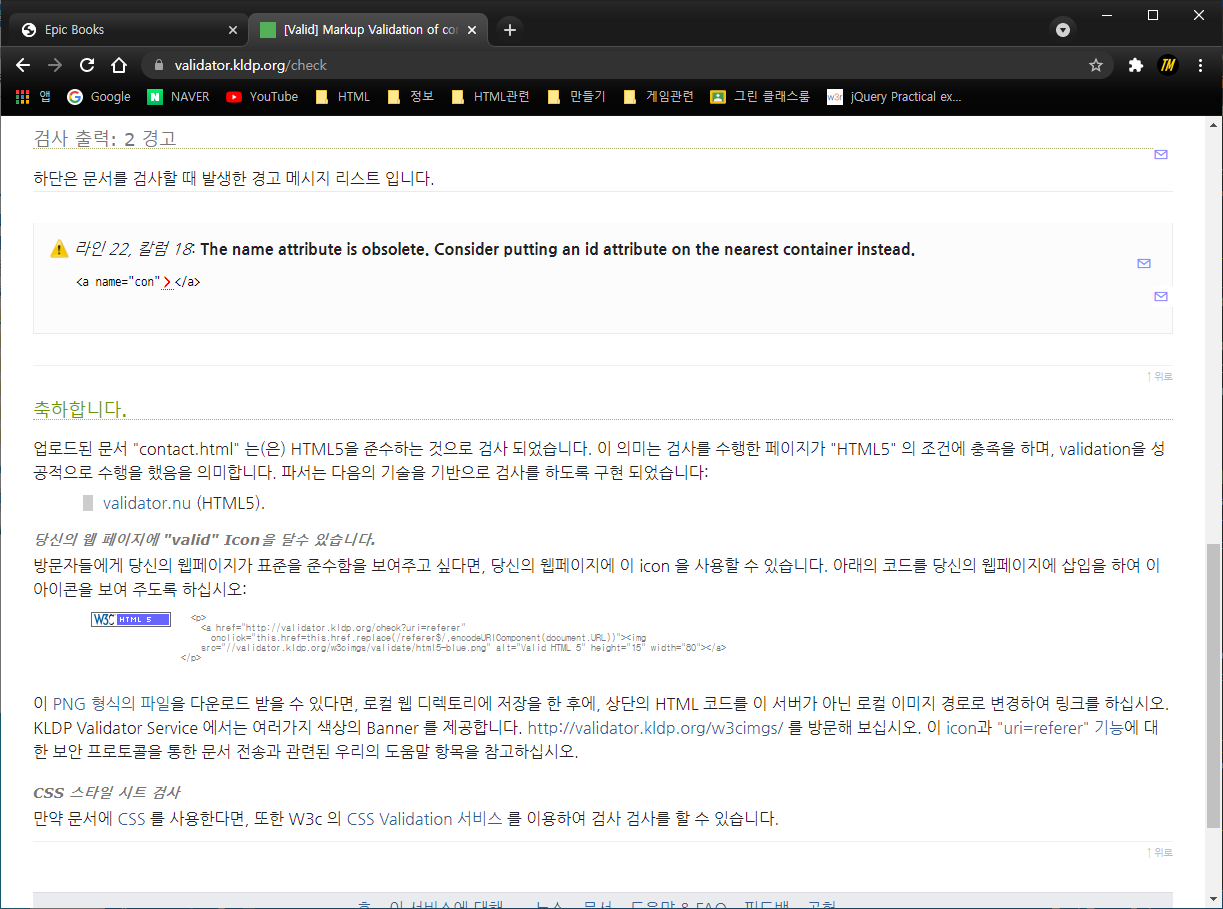 Epic Books
[Valid] Markup Validation of co
validator.kldp.org/check
앱 Google NAVER YouTube HTML 정보 HTML관련 만들기 게임관련 그린 클래스룸 jQuery Practical ex...
검사 출력: 2 경고
하단은 문서를 검사할 때 발생한 경고 메시지 리스트 입니다.
라인 22, 칼럼 18: The name attribute is obsolete. Consider putting an id attribute on the nearest container instead.
<a name="con"></a>
↑ 위로
축하합니다.
업로드된 문서 "contact.html" 는(은) HTML5을 준수하는 것으로 검사 되었습니다. 이 의미는 검사를 수행한 페이지가 "HTML5" 의 조건에 충족을 하며, validation을 성
공적으로 수행을 했음을 의미합니다. 파서는 다음의 기술을 기반으로 검사를 하도록 구현 되었습니다:
validator.nu (HTML5).
당신의 웹 페이지에 "valid" Icon을 달수 있습니다.
방문자들에게 당신의 웹페이지가 표준을 준수함을 보여주고 싶다면, 당신의 웹페이지에 이 icon 을 사용할 수 있습니다. 아래의 코드를 당신의 웹페이지에 삽입을 하여 이
아이콘을 보여 주도록 하십시오:
W3C HTML 5
<p>
<a href="http://validator.kldp.org/check?uri=referer"
onclick="this.href=this.href.replace(/referer$/,encodeURIComponent(document.URL))"><img
src="//validator.kldp.org/w3cimgs/validate/html5-blue.png" alt="Valid HTML 5" height="15" width="80"></a>
</p>
이 PNG 형식의 파일을 다운로드 받을 수 있다면, 로컬 웹 디렉토리에 저장을 한 후에, 상단의 HTML 코드를 이 서버가 아닌 로컬 이미지 경로로 변경하여 링크를 하십시오.
KLDP Validator Service 에서는 여러가지 색상의 Banner 를 제공합니다. http://validator.kldp.org/w3cimgs/ 를 방문해 보십시오. 이 icon과 "uri=referer" 기능에 대
한 보안 프로토콜을 통한 문서 전송과 관련된 우리의 도움말 항목을 참고하십시오.
CSS 스타일 시트 검사
만약 문서에 CSS 를 사용한다면, 또한 W3c 의 CSS Validation 서비스 를 이용하여 검사 검사를 할 수 있습니다.
↑ 위로
홈 이 서비스에 대해... 뉴스 문서 도움말 & FAQ 피드백 공헌